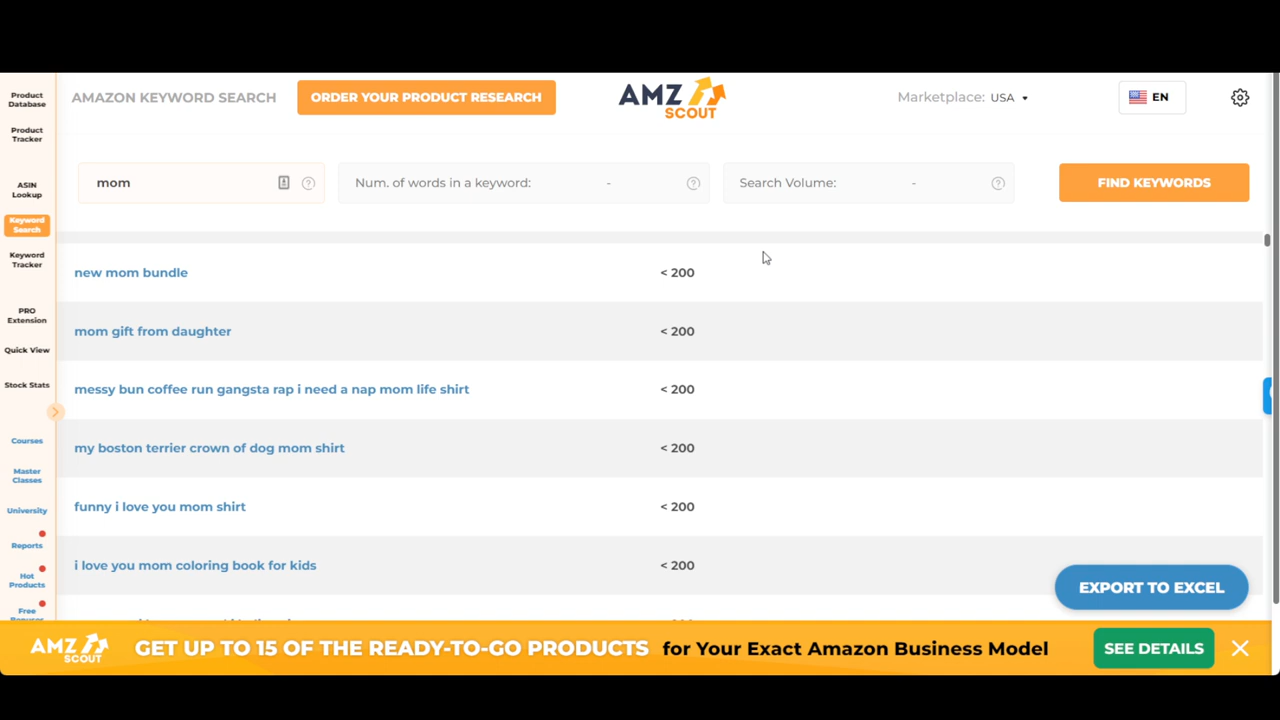 Product
Database
AMAZON KEYWORD SEARCH
ORDER YOUR PRODUCT RESEARCH
AMZ
SCOUT
Marketplace: USA
EN
Product
Tracker
ASIN
Lookup
Keyword
Search
Keyword
Tracker
PRO
Extension
Quick View
Stock Stats
Courses
Master
Classes
University
Reports
Hot
Products
Free
mom
Num. of words in a keyword: -
Search Volume: -
FIND KEYWORDS
new mom bundle < 200
mom gift from daughter < 200
messy bun coffee run gangsta rap i need a nap mom life shirt < 200
my boston terrier crown of dog mom shirt < 200
funny i love you mom shirt < 200
i love you mom coloring book for kids < 200
EXPORT TO EXCEL
AMZ
SCOUT
GET UP TO 15 OF THE READY-TO-GO PRODUCTS for Your Exact Amazon Business Model
SEE DETAILS